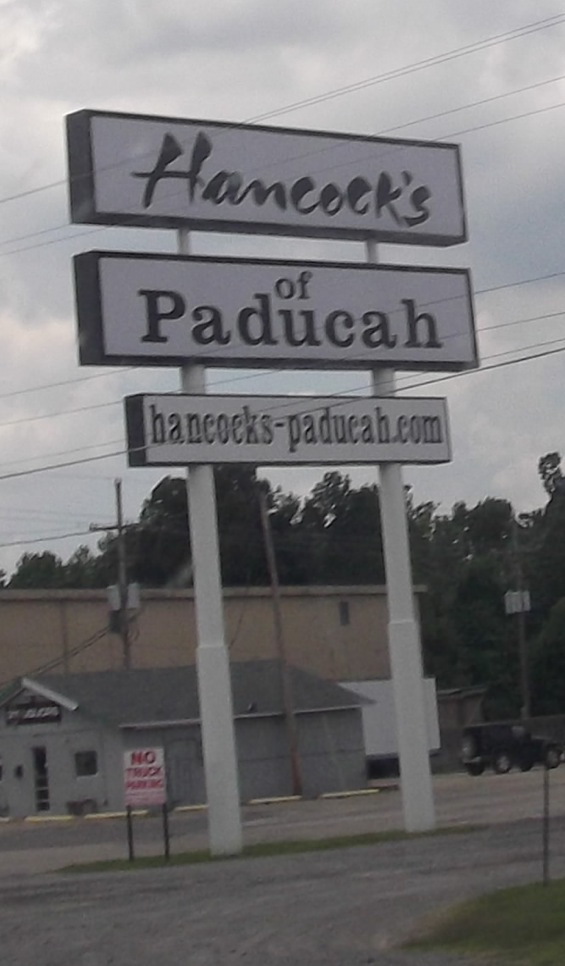 Hancock's
of
Paducah
hancocks-paducah.com
NO
TRUCK
PARKING